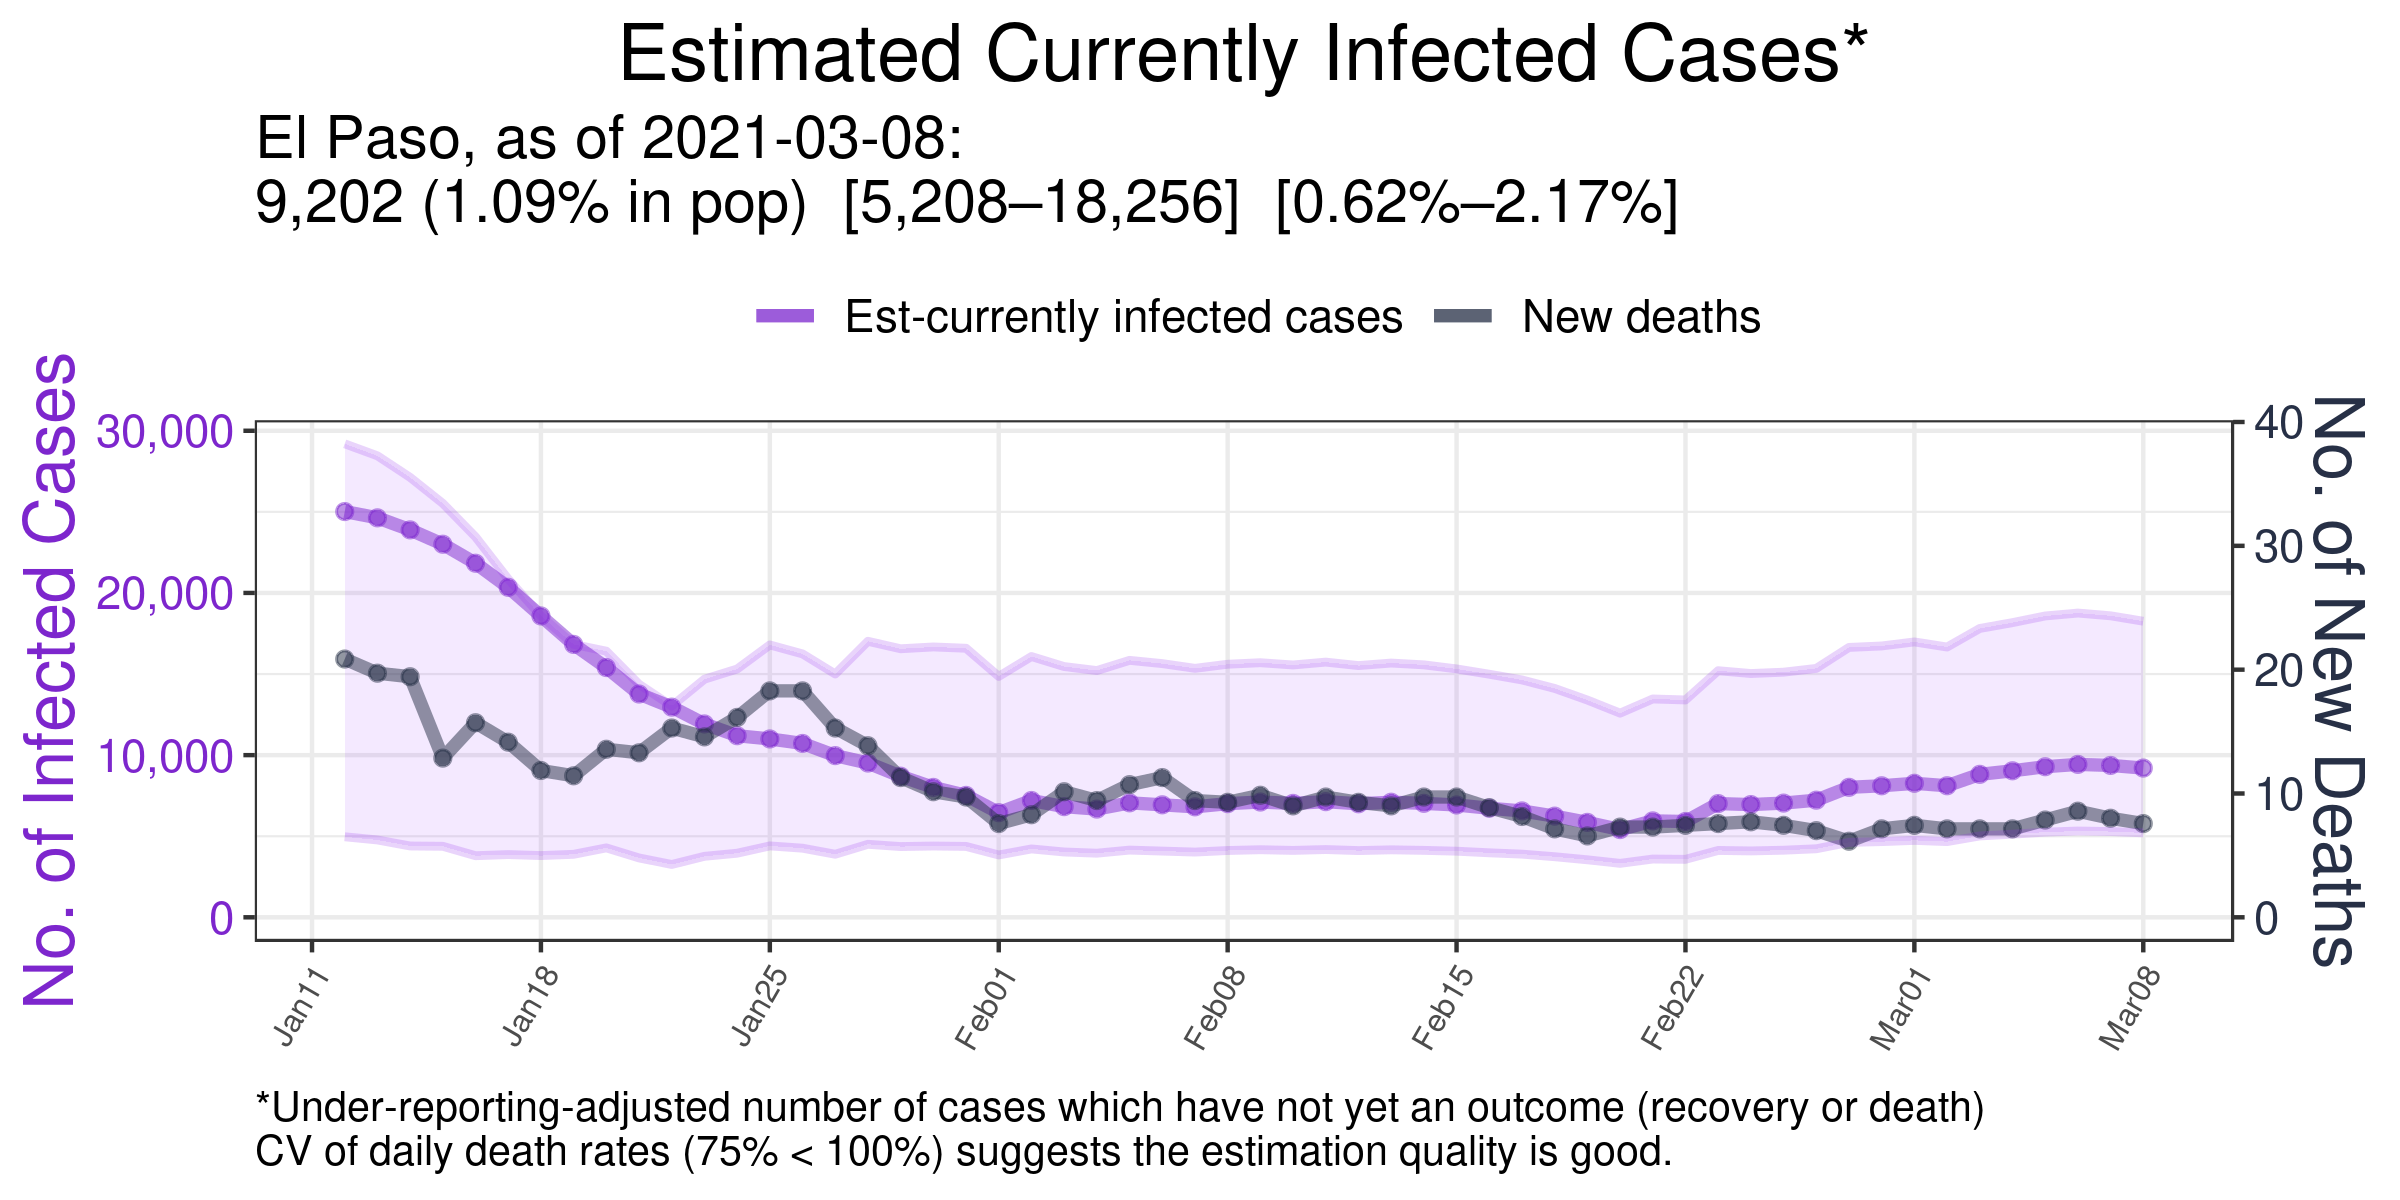 Estimated Currently Infected Cases*
El Paso, as of 2021-03-08:
9,202 (1.09% in pop)  [5,208–18,256]  [0.62%–2.17%]
Est-currently infected cases
New deaths
No. of Infected Cases
30,000
20,000
10,000
0
40
30
20
10
0
No. of New Deaths
Jan11
Jan18
Jan25
Feb01
Feb08
Feb15
Feb22
Mar01
Mar08
*Under-reporting-adjusted number of cases which have not yet an outcome (recovery or death)
CV of daily death rates (75% < 100%) suggests the estimation quality is good.